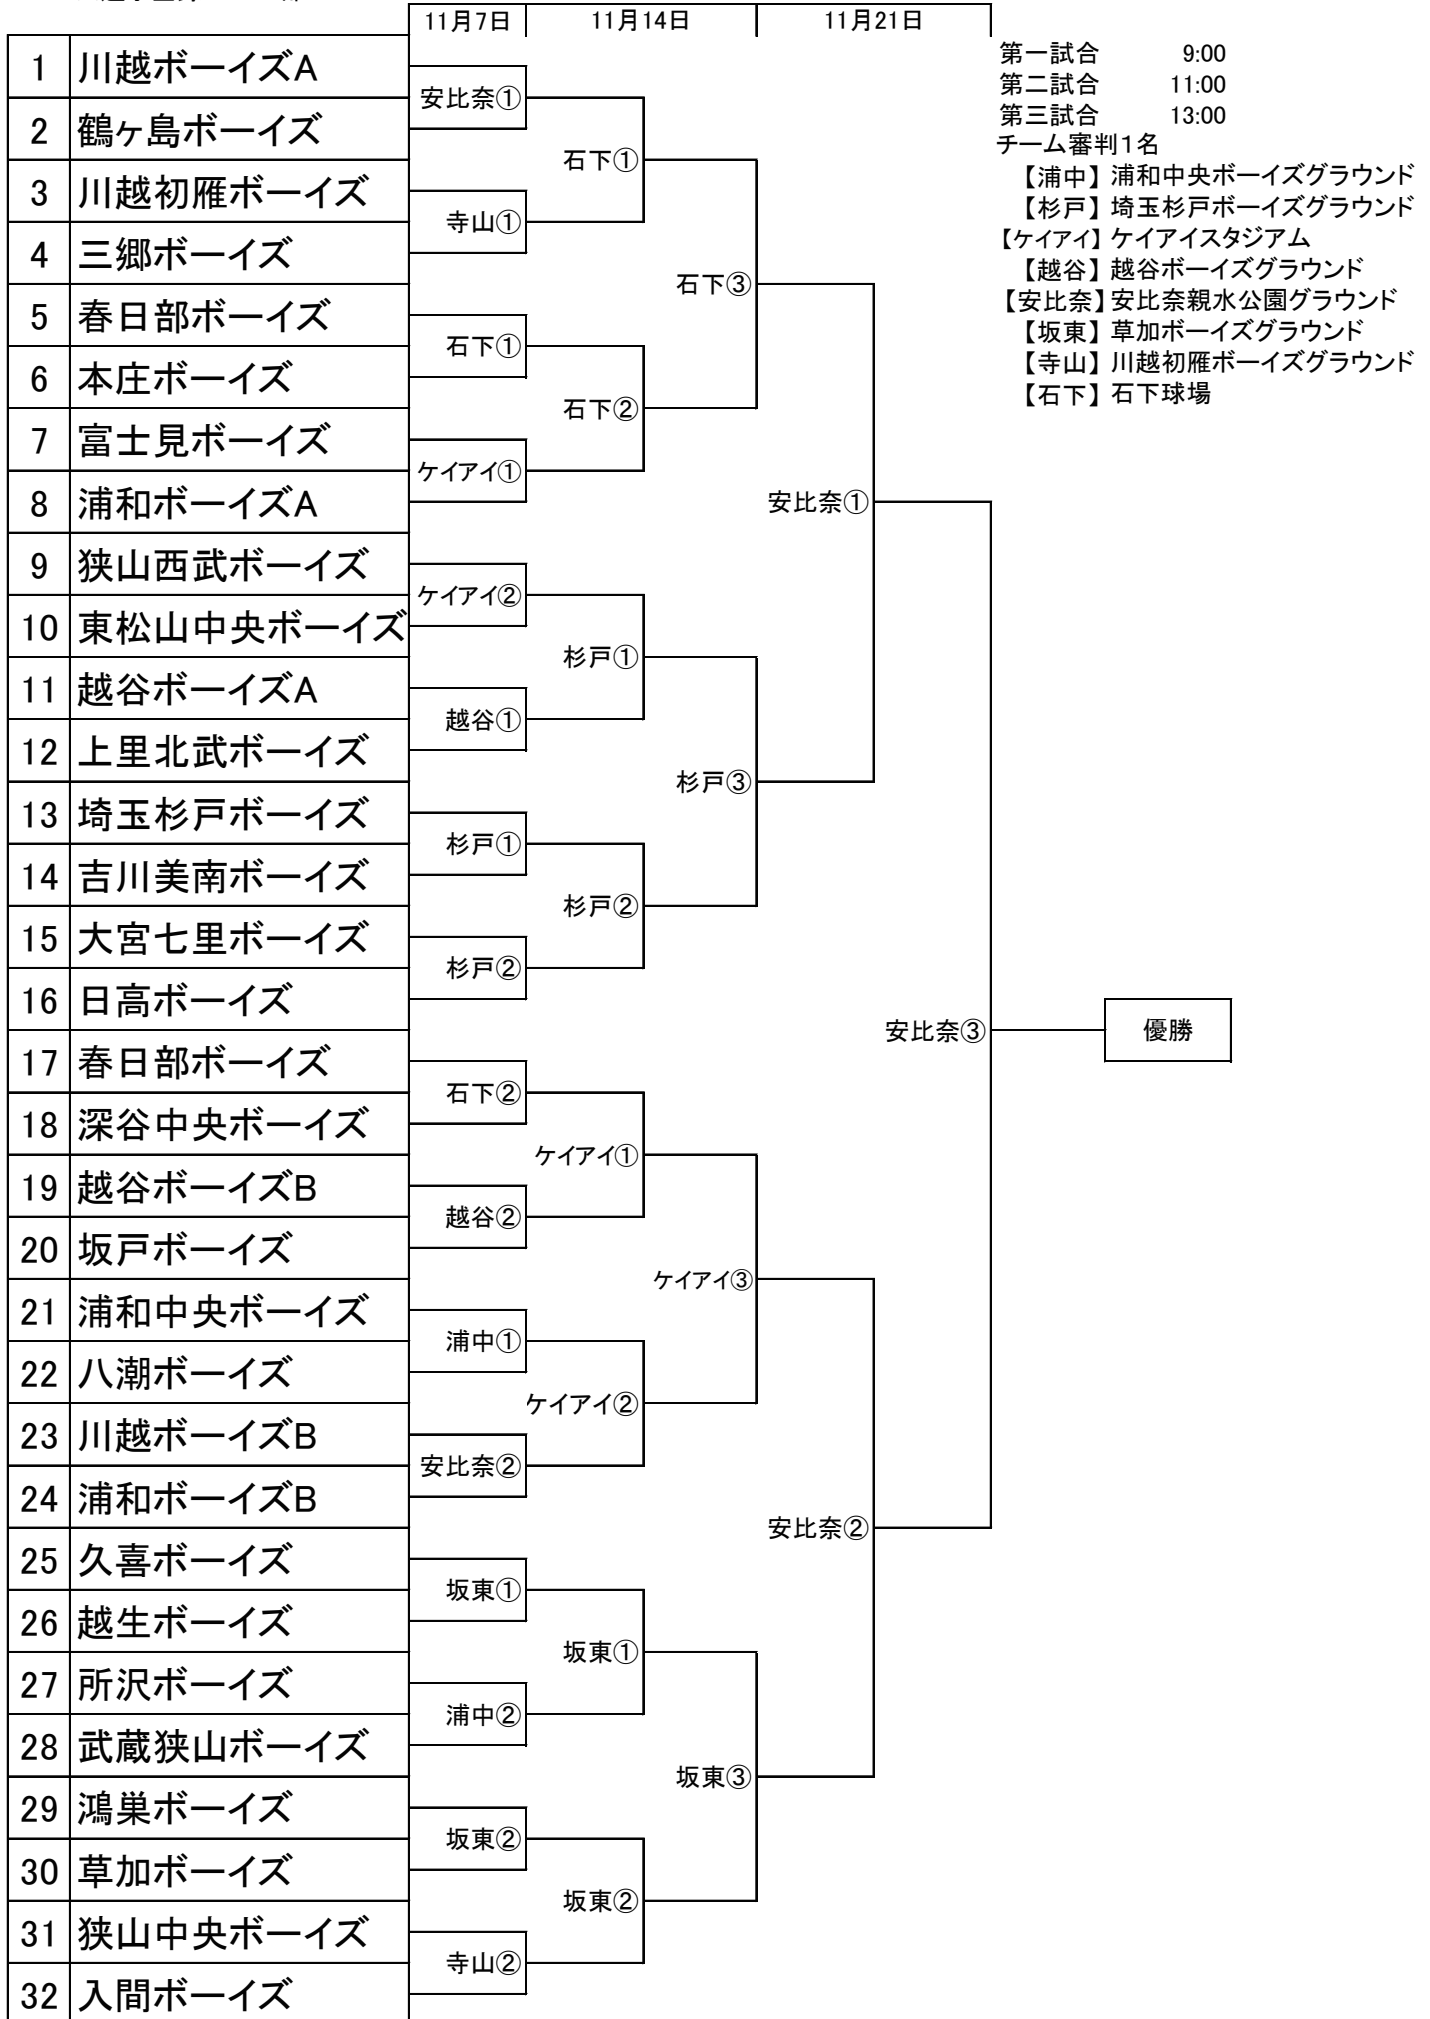 11月7日 11月14日 11月21日
第一試合 9:00
第二試合 11:00
第三試合 13:00
チーム審判1名
【浦中】浦和中央ボーイズグラウンド
【杉戸】埼玉杉戸ボーイズグラウンド
【ケイアイ】ケイアイスタジアム
【越谷】越谷ボーイズグラウンド
【安比奈】安比奈親水公園グラウンド
【坂東】草加ボーイズグラウンド
【寺山】川越初雁ボーイズグラウンド
【石下】石下球場
1 川越ボーイズA
安比奈①
2 鶴ヶ島ボーイズ
石下①
3 川越初雁ボーイズ
寺山①
4 三郷ボーイズ
石下③
5 春日部ボーイズ
石下①
6 本庄ボーイズ
石下②
7 富士見ボーイズ
ケイアイ①
8 浦和ボーイズA
安比奈①
9 狭山西武ボーイズ
ケイアイ②
10 東松山中央ボーイズ
杉戸①
11 越谷ボーイズA
越谷①
12 上里北武ボーイズ
杉戸③
13 埼玉杉戸ボーイズ
杉戸①
14 吉川美南ボーイズ
杉戸②
15 大宮七里ボーイズ
杉戸②
16 日高ボーイズ
安比奈③ 優勝
17 春日部ボーイズ
石下②
18 深谷中央ボーイズ
ケイアイ①
19 越谷ボーイズB
越谷②
20 坂戸ボーイズ
ケイアイ③
21 浦和中央ボーイズ
浦中①
22 八潮ボーイズ
ケイアイ②
23 川越ボーイズB
安比奈②
24 浦和ボーイズB
安比奈②
25 久喜ボーイズ
坂東①
26 越生ボーイズ
坂東①
27 所沢ボーイズ
浦中②
28 武蔵狭山ボーイズ
坂東③
29 鴻巣ボーイズ
坂東②
30 草加ボーイズ
坂東②
31 狭山中央ボーイズ
寺山②
32 入間ボーイズ